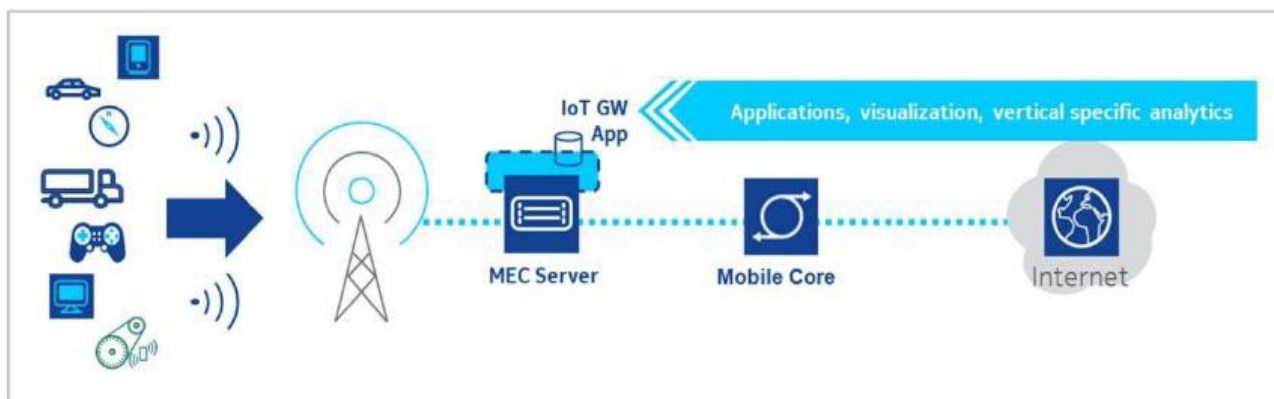 IoT GW
App
Applications, visualization, vertical specific analytics
MEC Server
Mobile Core
Internet